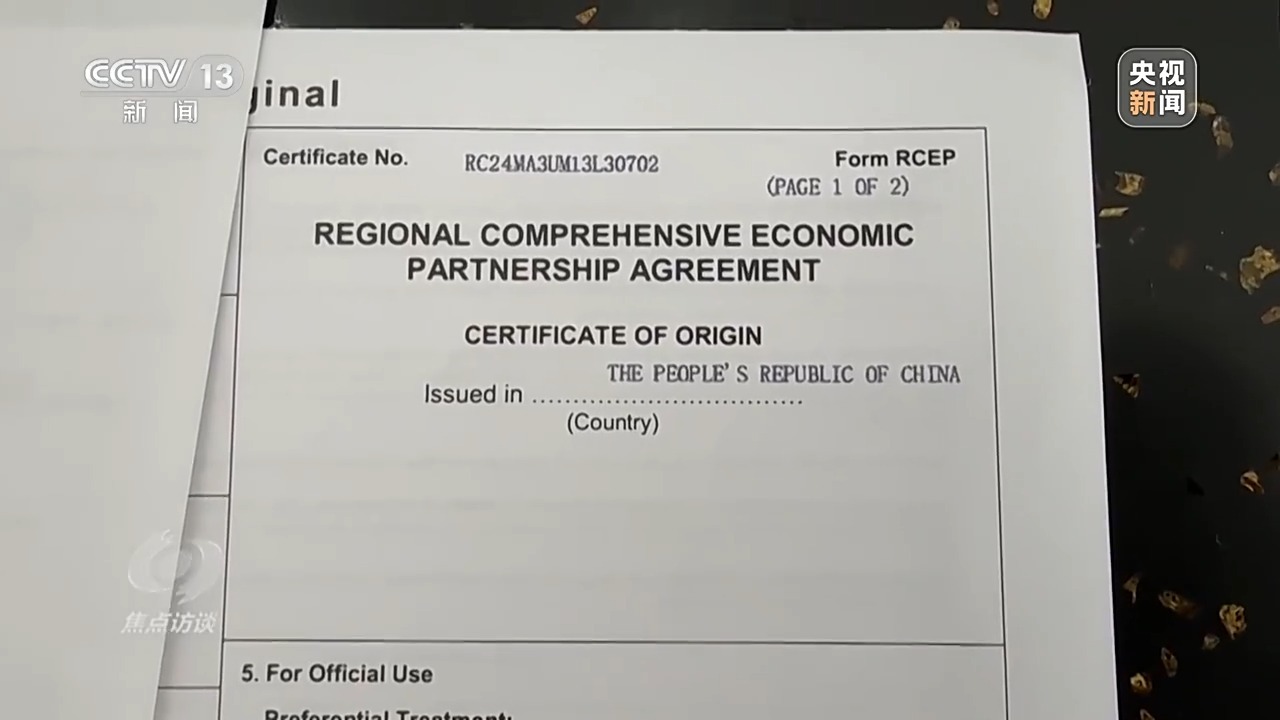 CCTV 13
新闻
央视
新闻
ginal
Certificate No. RC24MA3UM13L30702 Form RCEP
(PAGE 1 OF 2)
REGIONAL COMPREHENSIVE ECONOMIC
PARTNERSHIP AGREEMENT
CERTIFICATE OF ORIGIN
THE PEOPLE'S REPUBLIC OF CHINA
Issued in ................................
(Country)
焦点访谈
5. For Official Use
Preferential Treatment: